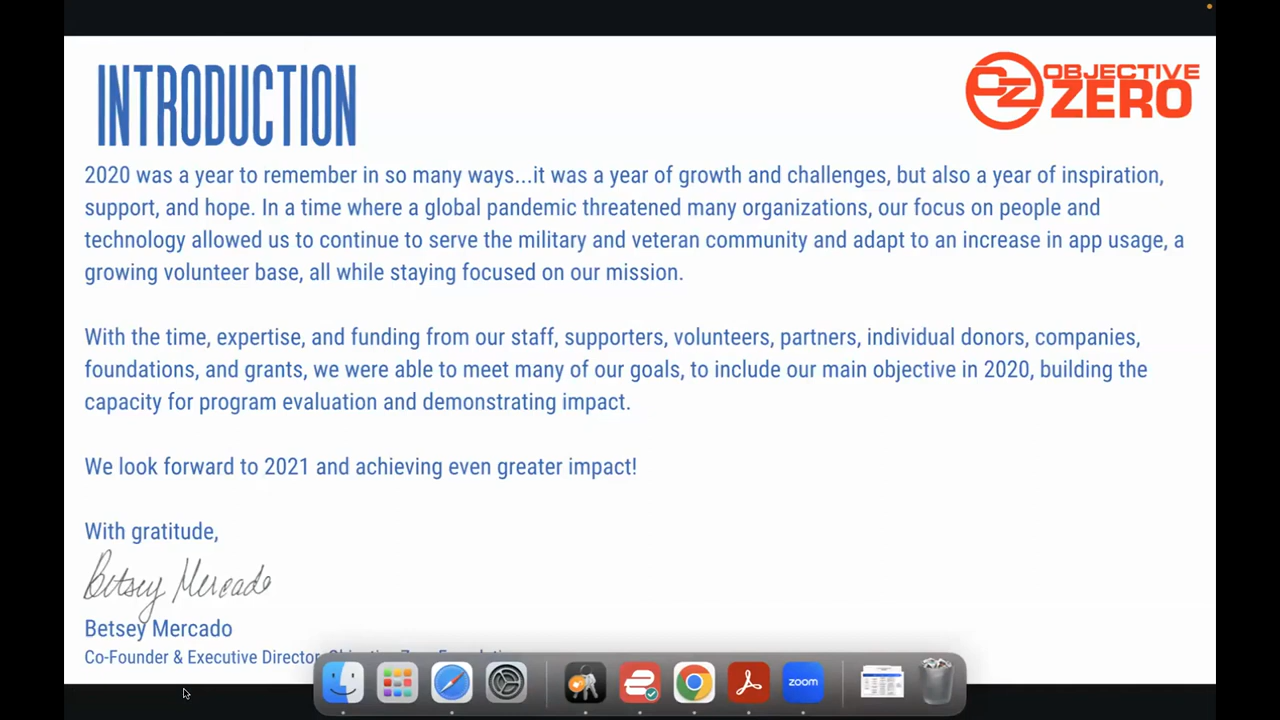 INTRODUCTION
OZ OBJECTIVE
ZERO
2020 was a year to remember in so many ways...it was a year of growth and challenges, but also a year of inspiration,
support, and hope. In a time where a global pandemic threatened many organizations, our focus on people and
technology allowed us to continue to serve the military and veteran community and adapt to an increase in app usage, a
growing volunteer base, all while staying focused on our mission.
With the time, expertise, and funding from our staff, supporters, volunteers, partners, individual donors, companies,
foundations, and grants, we were able to meet many of our goals, to include our main objective in 2020, building the
capacity for program evaluation and demonstrating impact.
We look forward to 2021 and achieving even greater impact!
With gratitude,
Betsey Mercado
Betsey Mercado
Co-Founder & Executive Director,
zoom